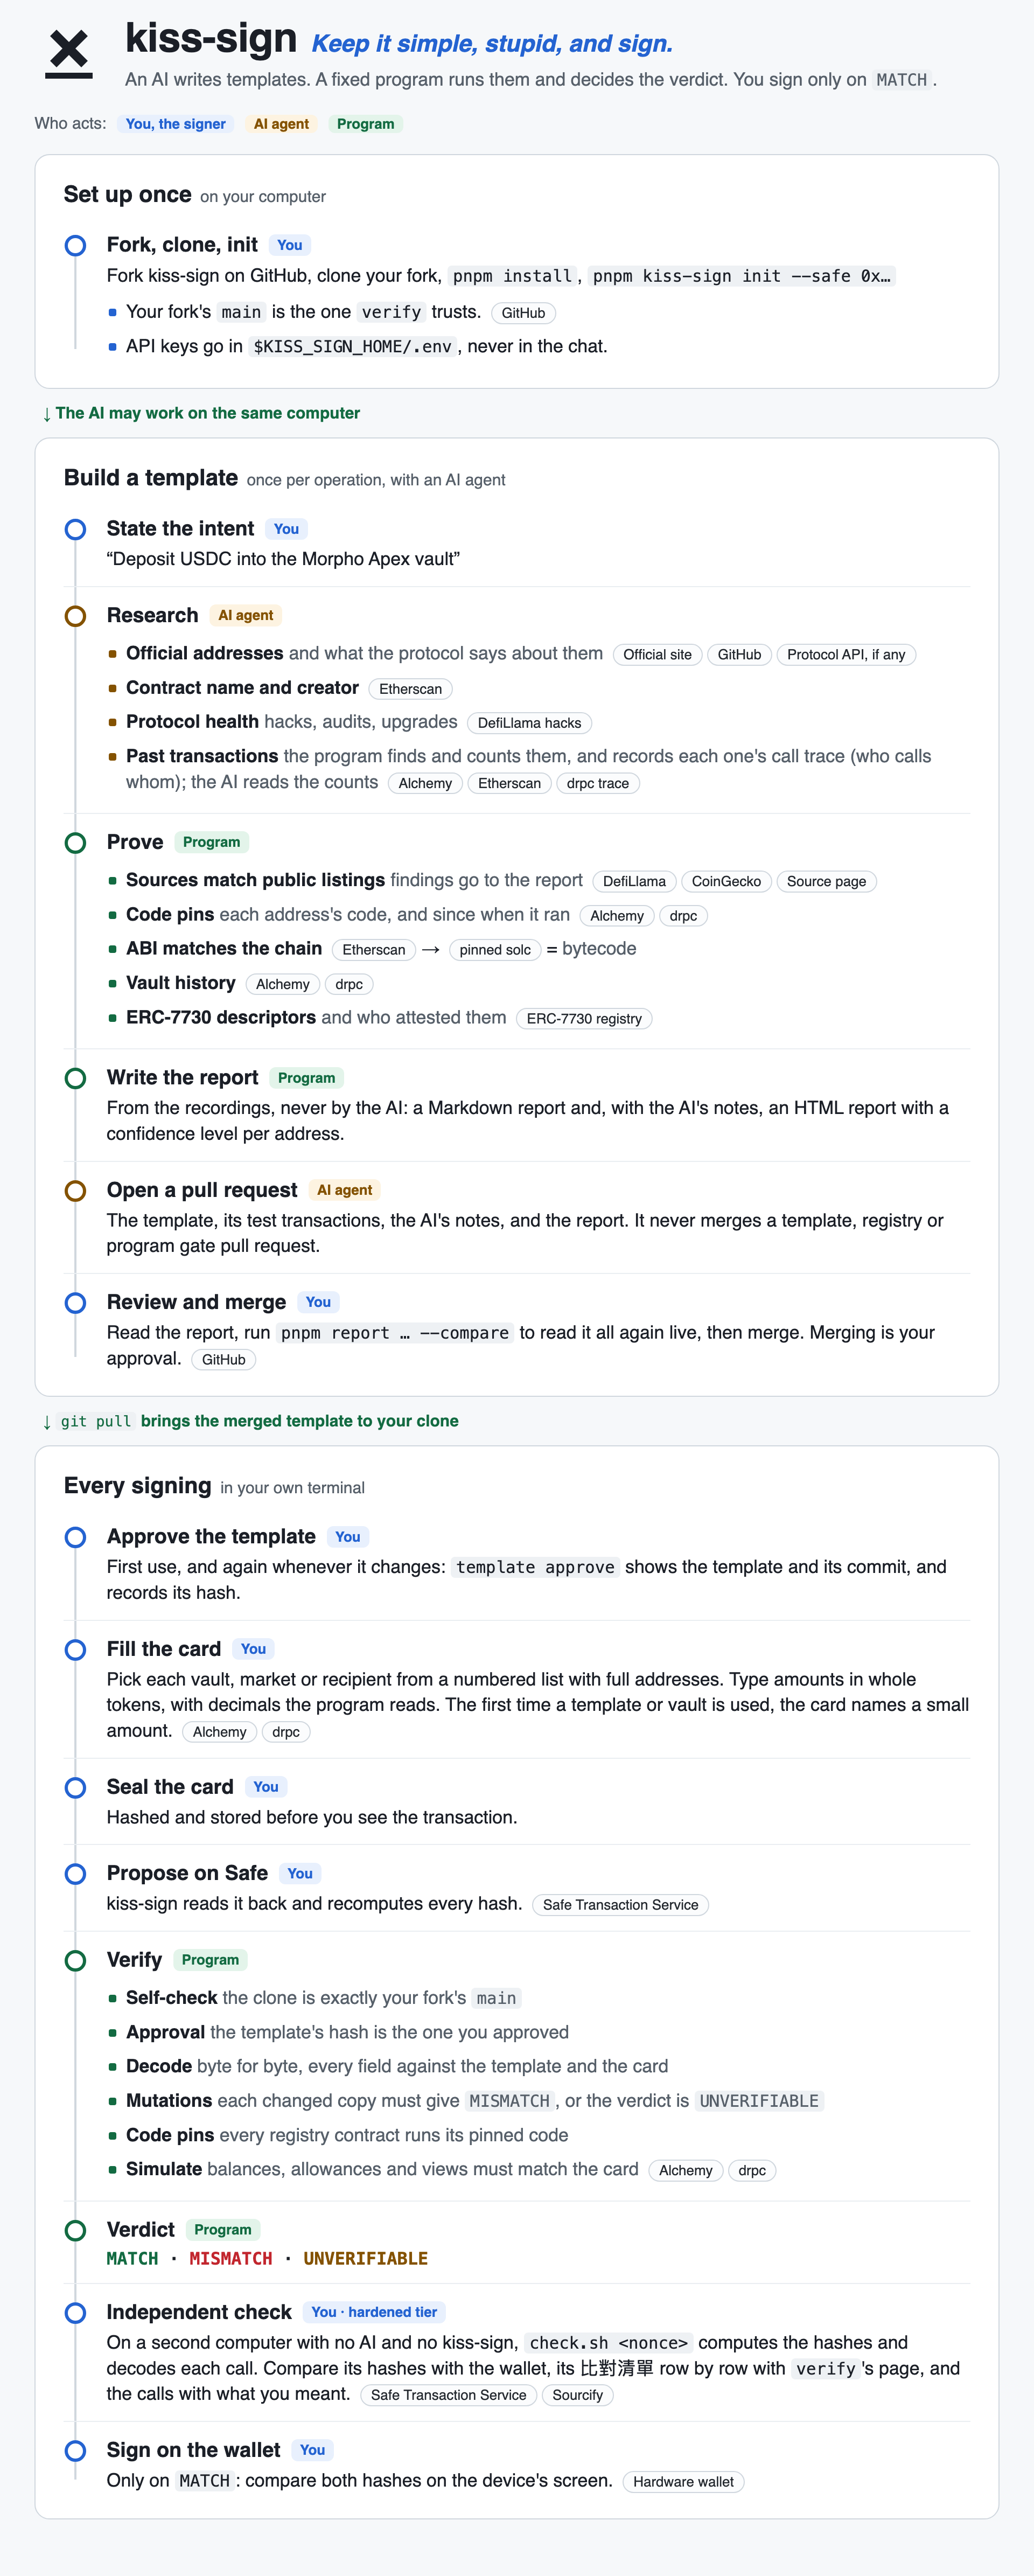 kiss-sign Keep it simple, stupid, and sign.
An AI writes templates. A fixed program runs them and decides the verdict. You sign only on MATCH.
Who acts: You, the signer AI agent Program
Set up once on your computer
Fork, clone, init You
Fork kiss-sign on GitHub, clone your fork, pnpm install, pnpm kiss-sign init --safe 0x…
Your fork's main is the one verify trusts. GitHub
API keys go in $KISS_SIGN_HOME/.env, never in the chat.
↓ The AI may work on the same computer
Build a template once per operation, with an AI agent
State the intent You
“Deposit USDC into the Morpho Apex vault”
Research AI agent
Official addresses and what the protocol says about them Official site GitHub Protocol API, if any
Contract name and creator Etherscan
Protocol health hacks, audits, upgrades DefiLlama hacks
Past transactions the program finds and counts them, and records each one's call trace (who calls
whom); the AI reads the counts Alchemy Etherscan drpc trace
Prove Program
Sources match public listings findings go to the report DefiLlama CoinGecko Source page
Code pins each address's code, and since when it ran Alchemy drpc
ABI matches the chain Etherscan → pinned solc = bytecode
Vault history Alchemy drpc
ERC-7730 descriptors and who attested them ERC-7730 registry
Write the report Program
From the recordings, never by the AI: a Markdown report and, with the AI's notes, an HTML report with a
confidence level per address.
Open a pull request AI agent
The template, its test transactions, the AI's notes, and the report. It never merges a template, registry or
program gate pull request.
Review and merge You
Read the report, run pnpm report … --compare to read it all again live, then merge. Merging is your
approval. GitHub
↓ git pull brings the merged template to your clone
Every signing in your own terminal
Approve the template You
First use, and again whenever it changes: template approve shows the template and its commit, and
records its hash.
Fill the card You
Pick each vault, market or recipient from a numbered list with full addresses. Type amounts in whole
tokens, with decimals the program reads. The first time a template or vault is used, the card names a small
amount. Alchemy drpc
Seal the card You
Hashed and stored before you see the transaction.
Propose on Safe You
kiss-sign reads it back and recomputes every hash. Safe Transaction Service
Verify Program
Self-check the clone is exactly your fork's main
Approval the template's hash is the one you approved
Decode byte for byte, every field against the template and the card
Mutations each changed copy must give MISMATCH, or the verdict is UNVERIFIABLE
Code pins every registry contract runs its pinned code
Simulate balances, allowances and views must match the card Alchemy drpc
Verdict Program
MATCH · MISMATCH · UNVERIFIABLE
Independent check You · hardened tier
On a second computer with no AI and no kiss-sign, check.sh <nonce> computes the hashes and
decodes each call. Compare its hashes with the wallet, its 比對清單 row by row with verify's page, and
the calls with what you meant. Safe Transaction Service Sourcify
Sign on the wallet You
Only on MATCH: compare both hashes on the device's screen. Hardware wallet